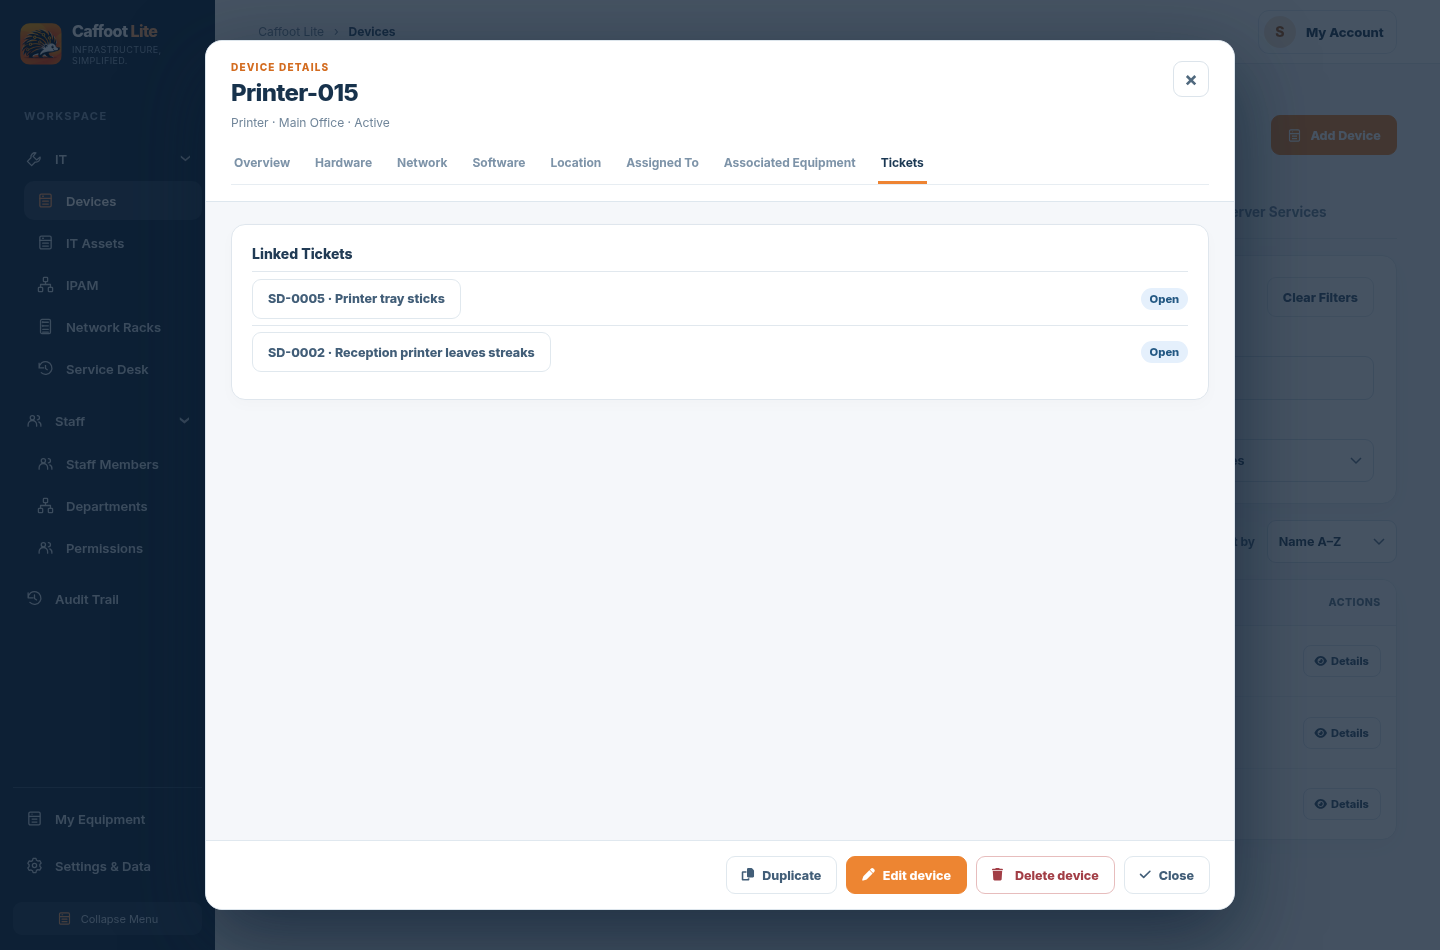 Caffoot Lite
INFRASTRUCTURE,
SIMPLIFIED.
WORKSPACE
IT
Devices
IT Assets
IPAM
Network Racks
Service Desk
Staff
Staff Members
Departments
Permissions
Audit Trail
My Equipment
Settings & Data
Collapse Menu
Caffoot Lite › Devices
S My Account
Add Device
DEVICE DETAILS
Printer-015
Printer · Main Office · Active
Overview Hardware Network Software Location Assigned To Associated Equipment Tickets
Linked Tickets
SD-0005 · Printer tray sticks Open
SD-0002 · Reception printer leaves streaks Open
Duplicate Edit device Delete device Close
Services
Clear Filters
by Name A–Z
ACTIONS
Details
Details
Details